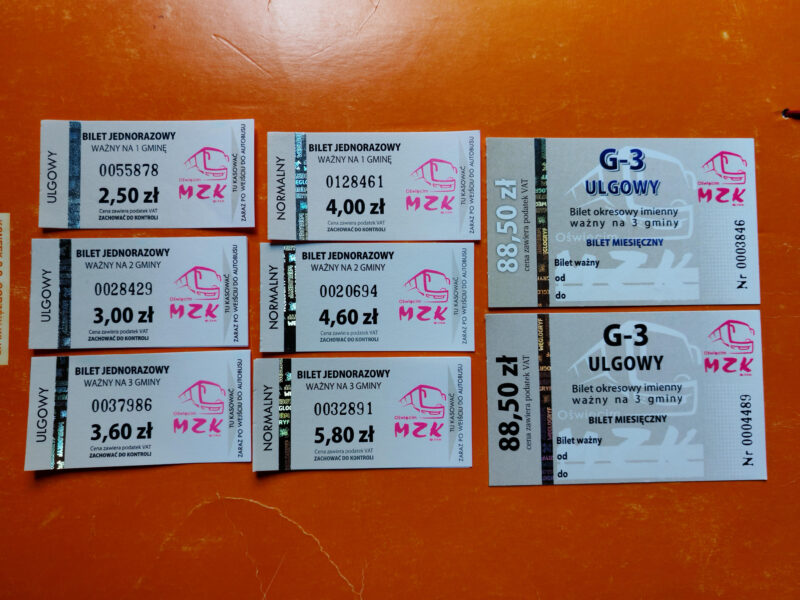 ULGOWY
BILET JEDNORAZOWY
WAŻNY NA 1 GMINĘ
0055878
2,50 zł
Cena zawiera podatek VAT
ZACHOWAĆ DO KONTROLI
Oświęcim
MZK
TU KASOWAĆ
ZARAZ PO WEJŚCIU DO AUTOBUSU
NORMALNY
BILET JEDNORAZOWY
WAŻNY NA 1 GMINĘ
0128461
4,00 zł
Cena zawiera podatek VAT
ZACHOWAĆ DO KONTROLI
Oświęcim
MZK
TU KASOWAĆ
ZARAZ PO WEJŚCIU DO AUTOBUSU
88,50 zł
cena zawiera podatek VAT
G-3
ULGOWY
Bilet okresowy imienny
ważny na 3 gminy
BILET MIESIĘCZNY
Bilet ważny
od
do
Oświęcim
MZK
Nr 0003846
ULGOWY
BILET JEDNORAZOWY
WAŻNY NA 2 GMINY
0028429
3,00 zł
Cena zawiera podatek VAT
ZACHOWAĆ DO KONTROLI
Oświęcim
MZK
TU KASOWAĆ
ZARAZ PO WEJŚCIU DO AUTOBUSU
NORMALNY
BILET JEDNORAZOWY
WAŻNY NA 2 GMINY
0020694
4,60 zł
Cena zawiera podatek VAT
ZACHOWAĆ DO KONTROLI
Oświęcim
MZK
TU KASOWAĆ
ZARAZ PO WEJŚCIU DO AUTOBUSU
ULGOWY
BILET JEDNORAZOWY
WAŻNY NA 3 GMINY
0037986
3,60 zł
Cena zawiera podatek VAT
ZACHOWAĆ DO KONTROLI
Oświęcim
MZK
TU KASOWAĆ
ZARAZ PO WEJŚCIU DO AUTOBUSU
NORMALNY
BILET JEDNORAZOWY
WAŻNY NA 3 GMINY
0032891
5,80 zł
Cena zawiera podatek VAT
ZACHOWAĆ DO KONTROLI
Oświęcim
MZK
TU KASOWAĆ
ZARAZ PO WEJŚCIU DO AUTOBUSU
88,50 zł
cena zawiera podatek VAT
G-3
ULGOWY
Bilet okresowy imienny
ważny na 3 gminy
BILET MIESIĘCZNY
Bilet ważny
od
do
Oświęcim
MZK
Nr 0004489